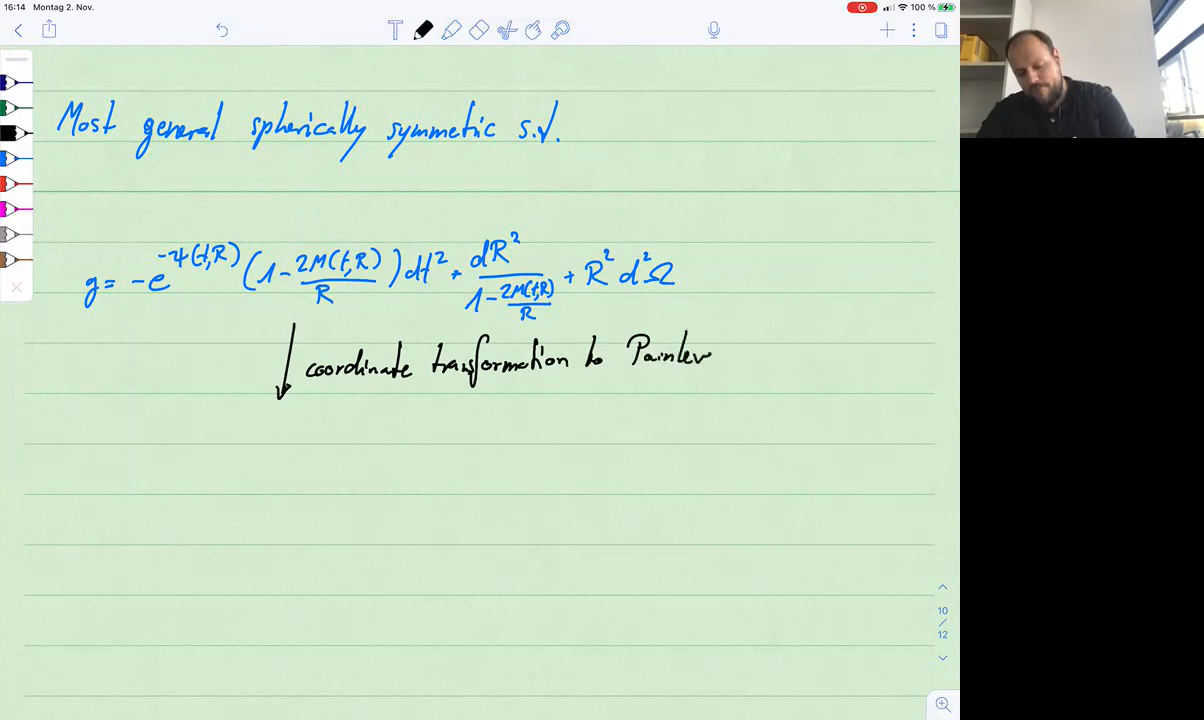 16:14 Montag 2. Nov. 100 %
T
Most general spherically symmetric s.t.
g = -e^{-ψ(t,R)} (1 - 2M(t,R)/R) dt² + dR²/(1 - 2M(t,R)/R) + R² d²Ω
coordinate transformation to Painlev
10
/
12